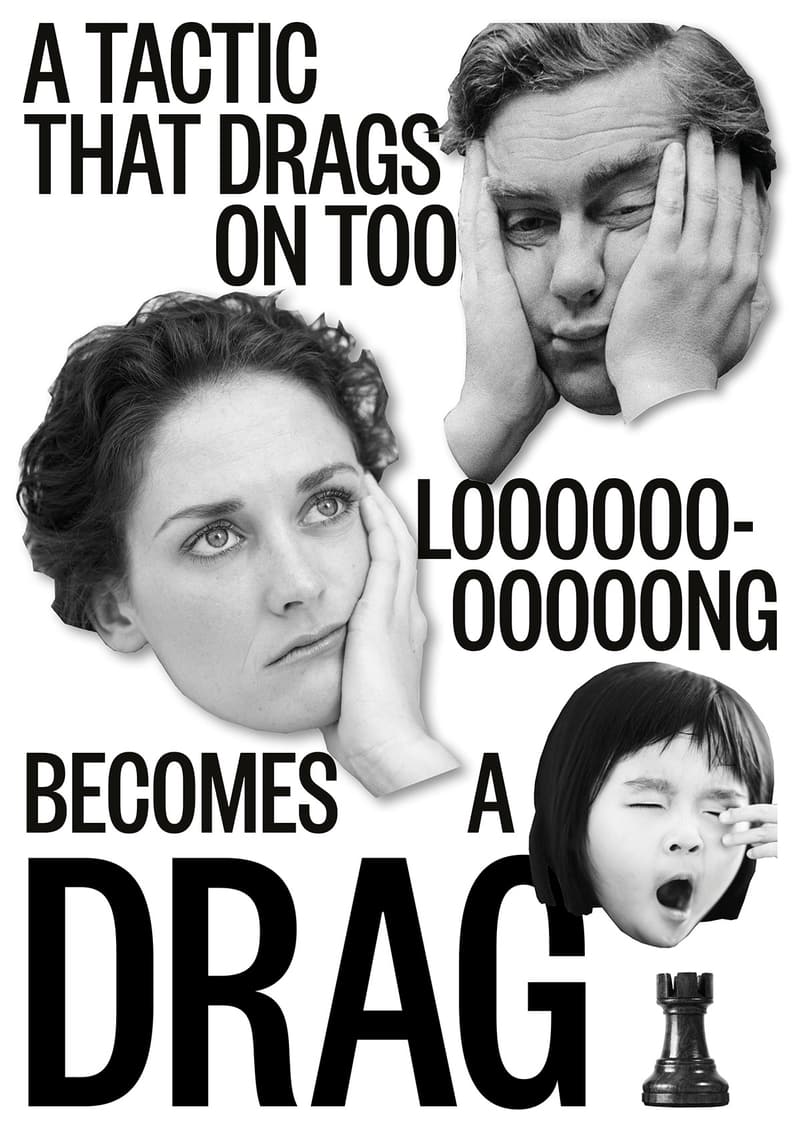 A TACTIC
THAT DRAGS
ON TOO
LOOOOOO-
OOOOONG
BECOMES A
DRAG